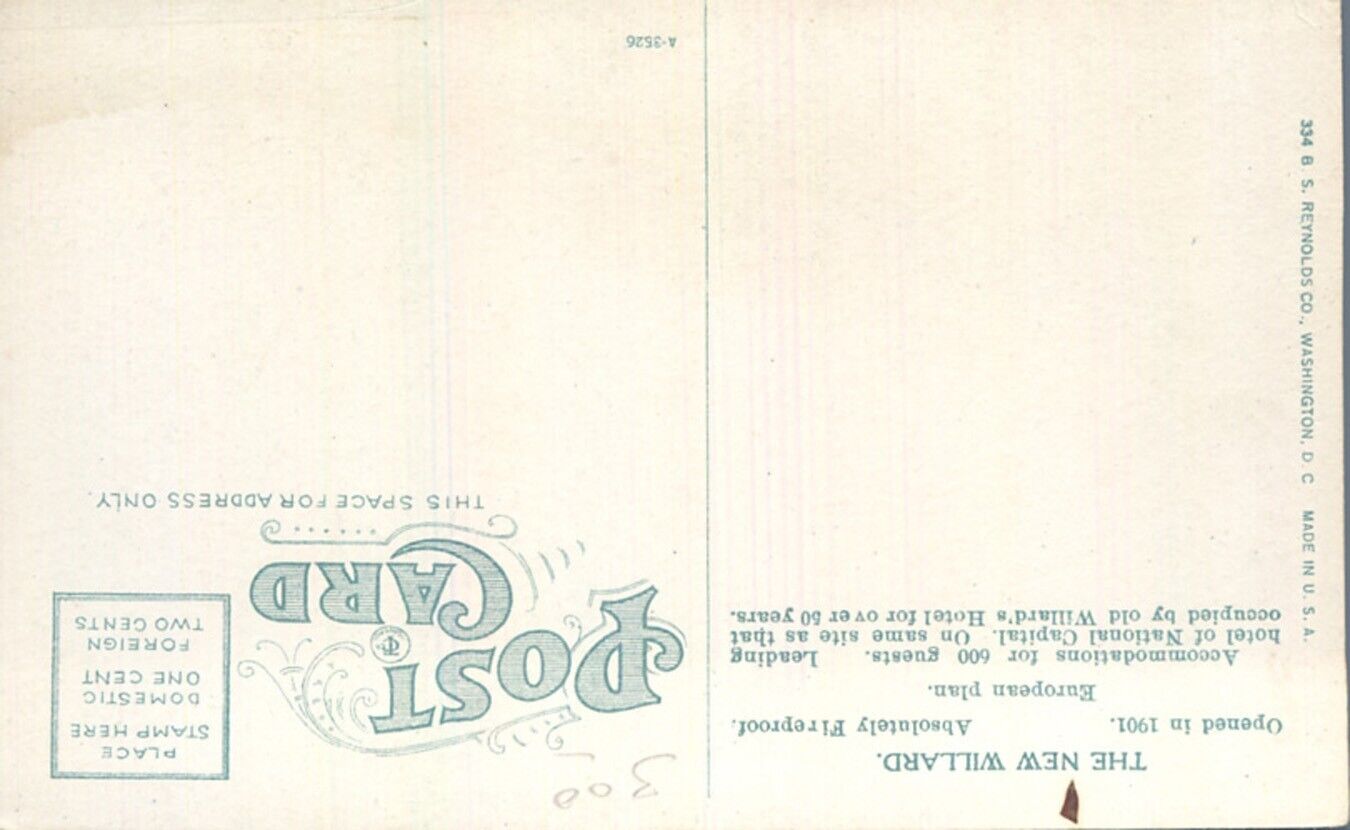 THE NEW WILLARD.
Opened in 1901. Absolutely Fireproof.
European plan.
Accommodations for 600 guests. Leading
hotel of National Capital. On same site as that
occupied by old Willard's Hotel for over 50 years.
334 B. S. REYNOLDS CO., WASHINGTON, D. C. MADE IN U. S. A.
300
POST
CARD
THIS SPACE FOR ADDRESS ONLY.
PLACE
STAMP HERE
DOMESTIC
ONE CENT
FOREIGN
TWO CENTS
A-3526